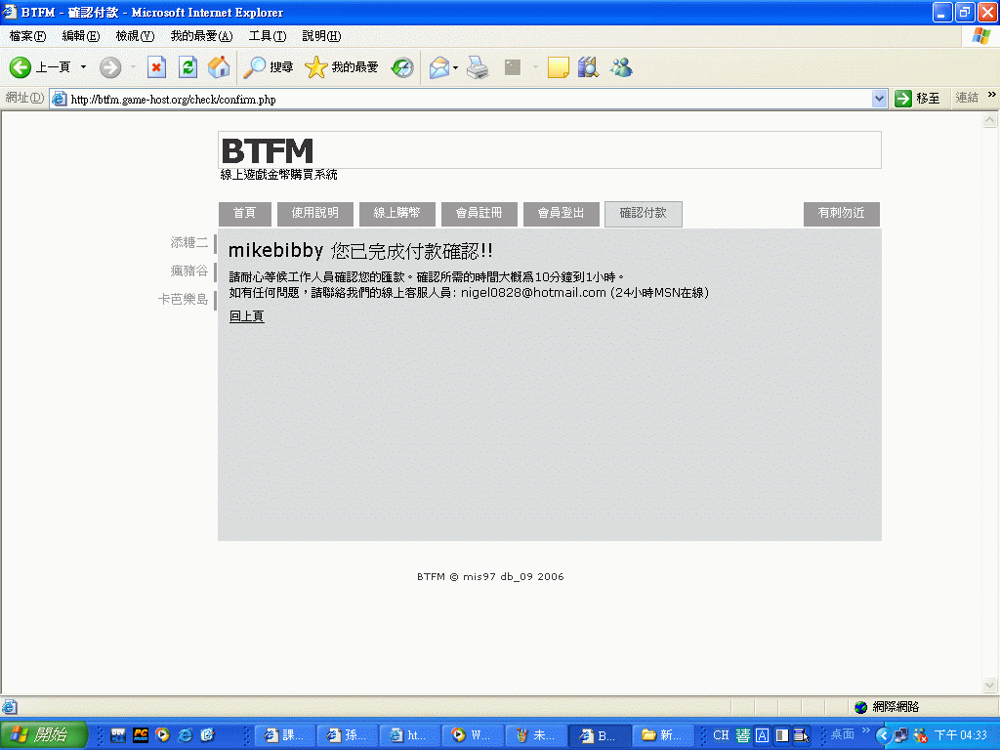 BTFM - 確認付款 - Microsoft Internet Explorer
檔案(F) 編輯(E) 檢視(V) 我的最愛(A) 工具(T) 說明(H)
上一頁 搜尋 我的最愛
網址(D) http://btfm.game-host.org/check/confirm.php 移至 連結 »
BTFM
線上遊戲金幣購買系統
首頁 使用說明 線上購幣 會員註冊 會員登出 確認付款 有刺勿近
添糖二
瘋豬谷
卡芭樂島
mikebibby 您已完成付款確認!!
請耐心等候工作人員確認您的匯款。確認所需的時間大概為10分鐘到1小時。
如有任何問題，請聯絡我們的線上客服人員: nigel0828@hotmail.com (24小時MSN在線)
回上頁
BTFM © mis97 db_09 2006
網際網路
開始 課... 孫... ht... W... 未... B... 新... CH 桌面 » 下午 04:33